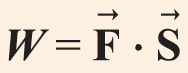 W = F⃗ · S⃗